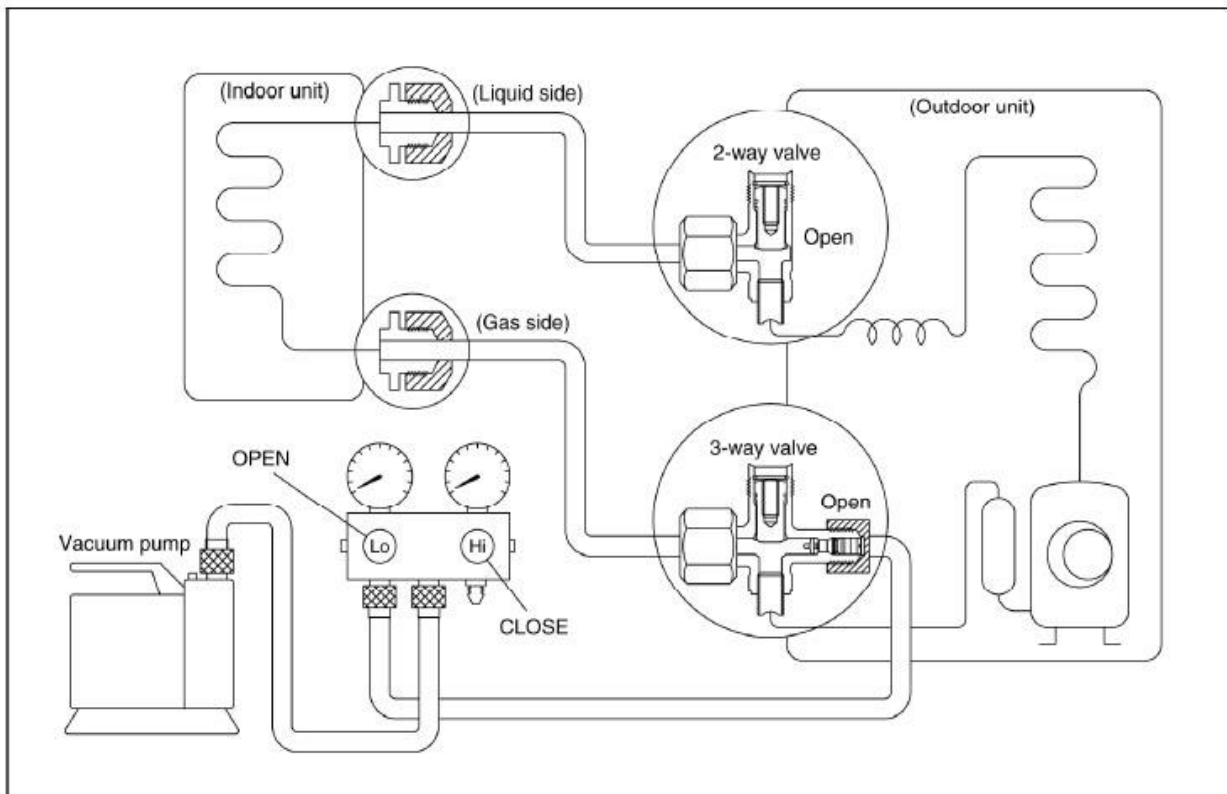 (Indoor unit)
(Liquid side)
(Outdoor unit)
2-way valve
Open
(Gas side)
3-way valve
Open
OPEN
Lo
Hi
Vacuum pump
CLOSE